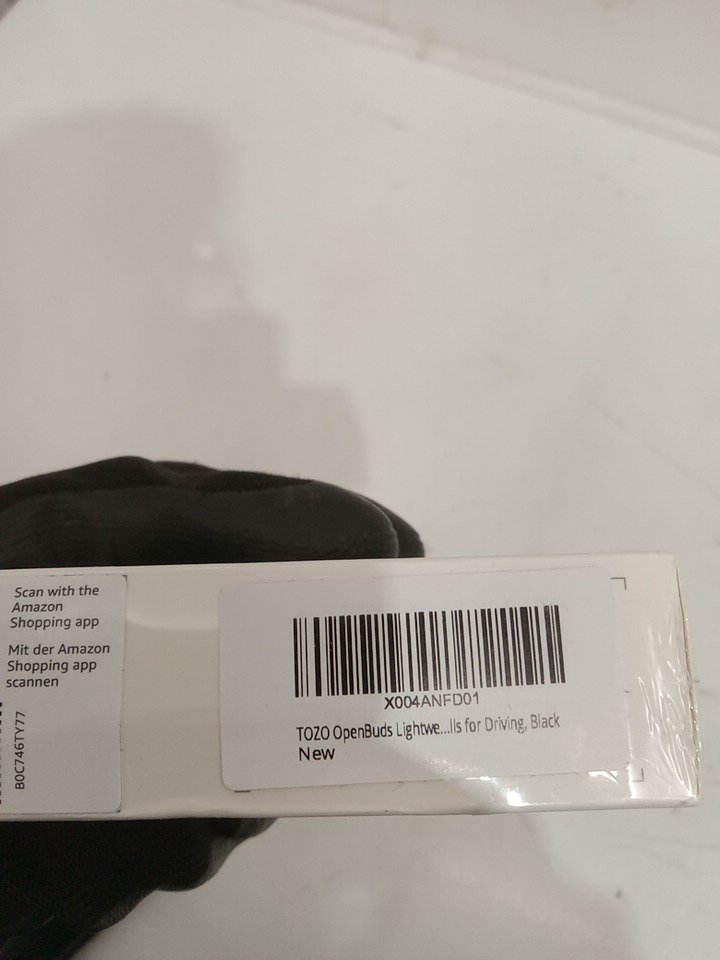 Scan with the
Amazon
Shopping app
Mit der Amazon
Shopping app
scannen
B0C746TY77
X004ANFD01
TOZO OpenBuds Lightwe...lls for Driving, Black
New